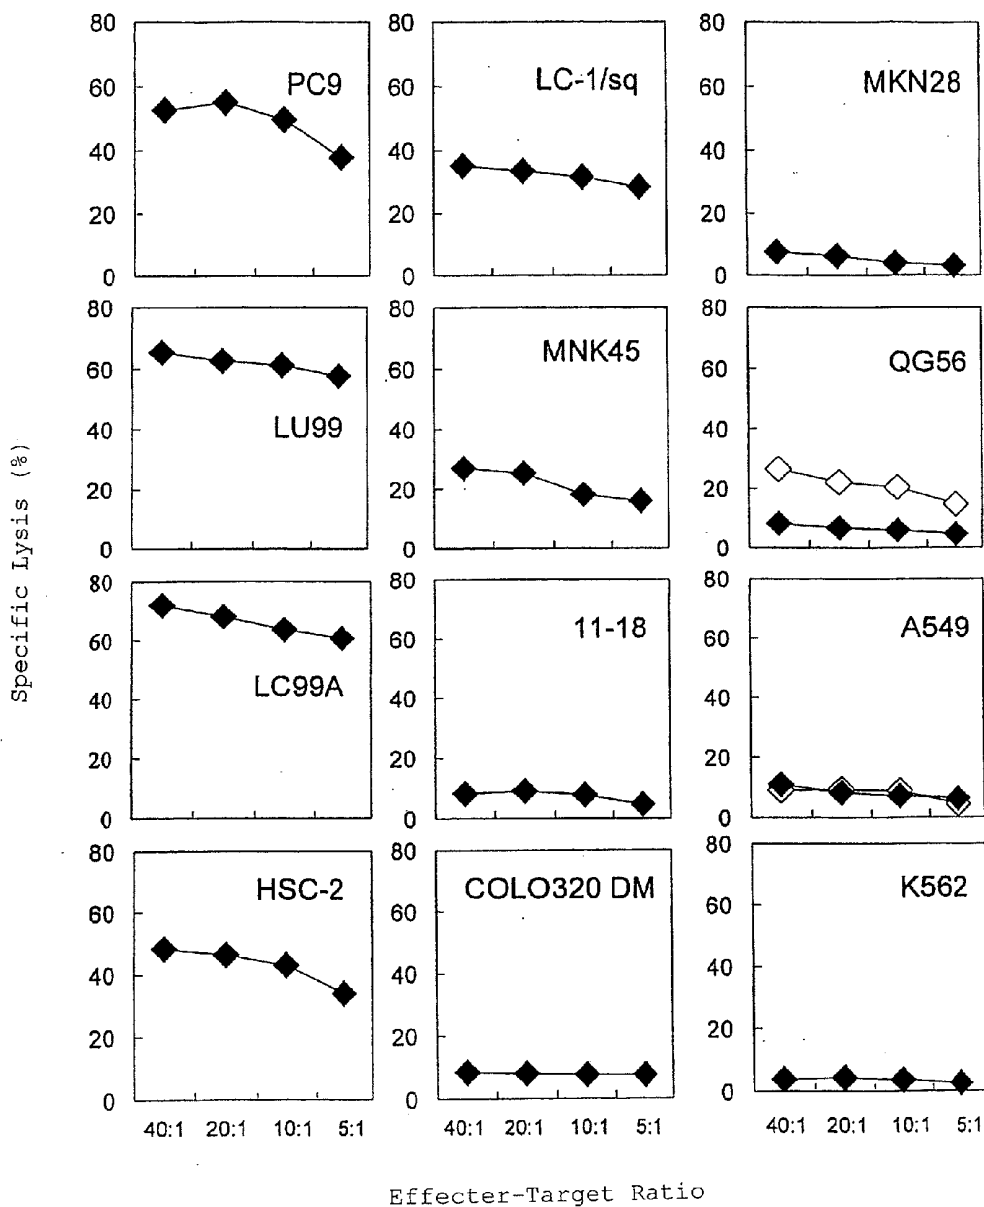 80 60 40 20 0 PC9
80 60 40 20 0 LC-1/sq
80 60 40 20 0 MKN28
80 60 40 20 0 LU99
80 60 40 20 0 MNK45
80 60 40 20 0 QG56
80 60 40 20 0 LC99A
80 60 40 20 0 11-18
80 60 40 20 0 A549
80 60 40 20 0 HSC-2
80 60 40 20 0 COLO320 DM
80 60 40 20 0 K562
40:1 20:1 10:1 5:1
40:1 20:1 10:1 5:1
40:1 20:1 10:1 5:1
Specific Lysis (%)
Effecter-Target Ratio